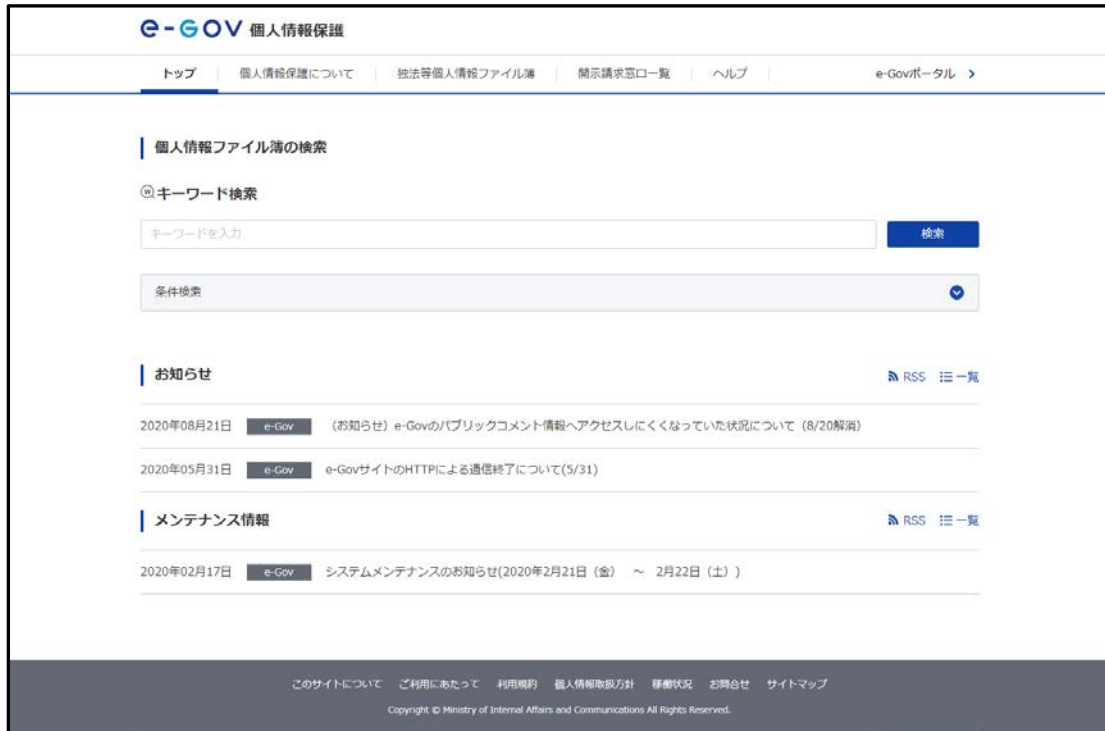 e-GOV 個人情報保護
トップ 個人情報保護について 独法等個人情報ファイル簿 開示請求窓口一覧 ヘルプ e-Govポータル
個人情報ファイル簿の検索
キーワード検索
キーワードを入力 検索
条件検索
お知らせ RSS 一覧
2020年08月21日 e-Gov （お知らせ）e-Govのパブリックコメント情報へアクセスしにくくなっていた状況について（8/20解消）
2020年05月31日 e-Gov e-GovサイトのHTTPによる通信終了について(5/31)
メンテナンス情報 RSS 一覧
2020年02月17日 e-Gov システムメンテナンスのお知らせ(2020年2月21日（金） ～ 2月22日（土）)
このサイトについて ご利用にあたって 利用規約 個人情報取扱方針 稼働状況 お問合せ サイトマップ
Copyright © Ministry of Internal Affairs and Communications All Rights Reserved.